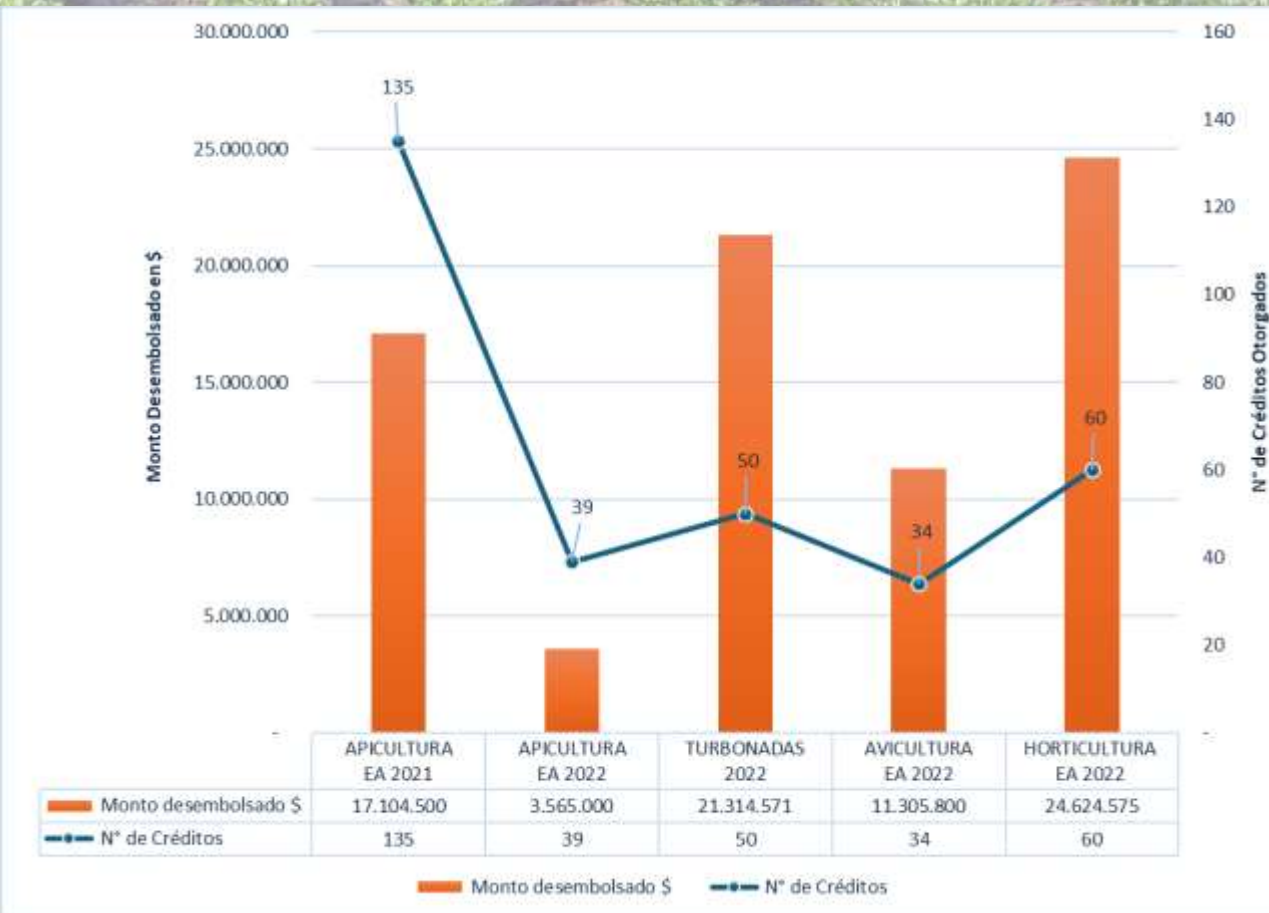 30.000.000
25.000.000
20.000.000
15.000.000
10.000.000
5.000.000
-
Monto Desembolsado en $
160
140
120
100
80
60
40
20
-
N° de Créditos Otorgados
135
39
50
34
60
APICULTURA EA 2021
APICULTURA EA 2022
TURBONADAS 2022
AVICULTURA EA 2022
HORTICULTURA EA 2022
Monto desembolsado $ 17.104.500 3.565.000 21.314.571 11.305.800 24.624.575
N° de Créditos 135 39 50 34 60
Monto desembolsado $ N° de Créditos